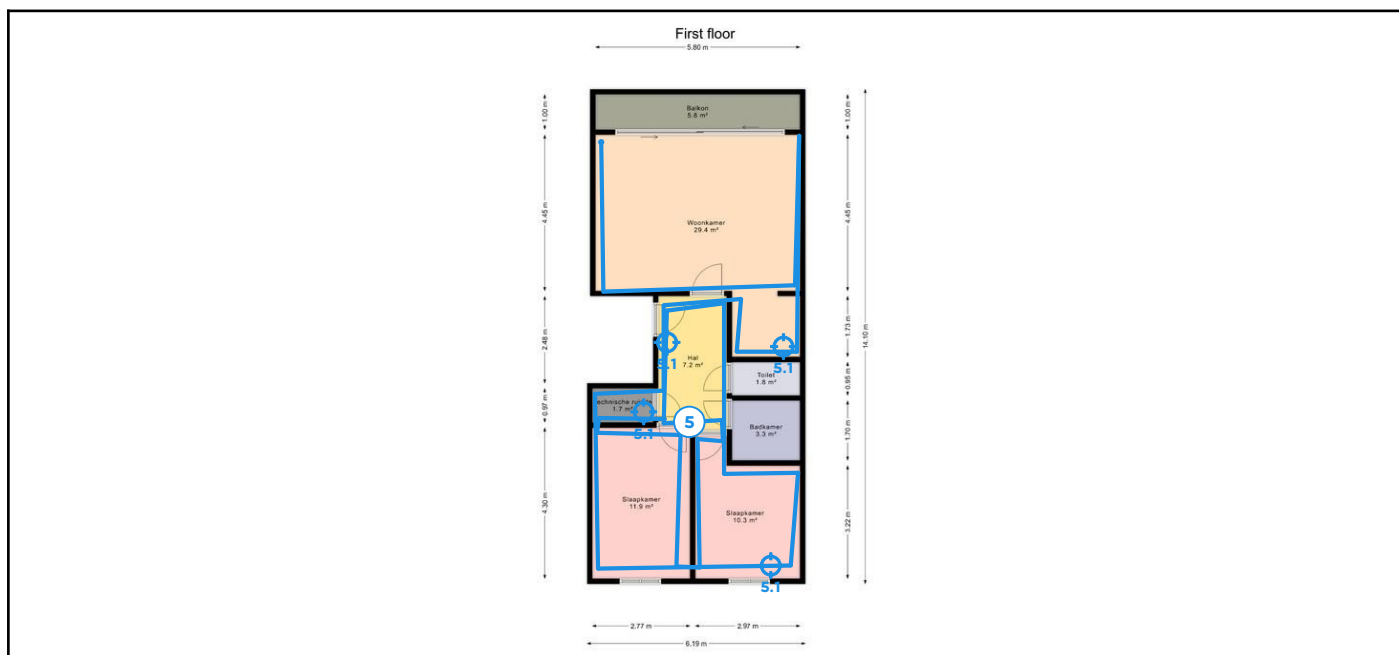 First floor
5.80 m
Balkon
5.8 m²
1.00 m
1.00 m
4.45 m
4.45 m
Woonkamer
29.4 m²
14.10 m
2.48 m
1.73 m
5.1
5.1
Hal
7.2 m²
Toilet
1.8 m²
0.95 m
0.97 m
1.7 m²
5.1
5
Badkamer
3.3 m²
1.70 m
4.30 m
Slaapkamer
11.9 m²
Slaapkamer
10.3 m²
3.22 m
5.1
2.77 m
2.97 m
6.19 m